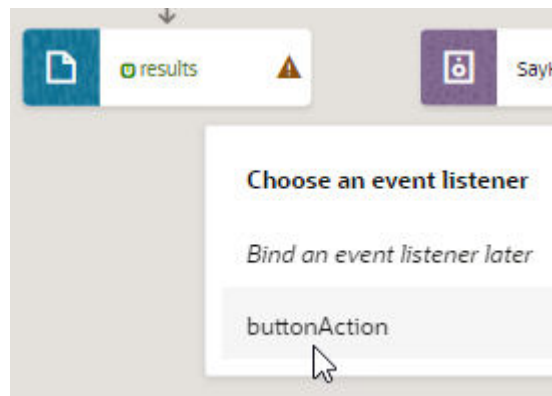 results
Choose an event listener
Bind an event listener later
buttonAction